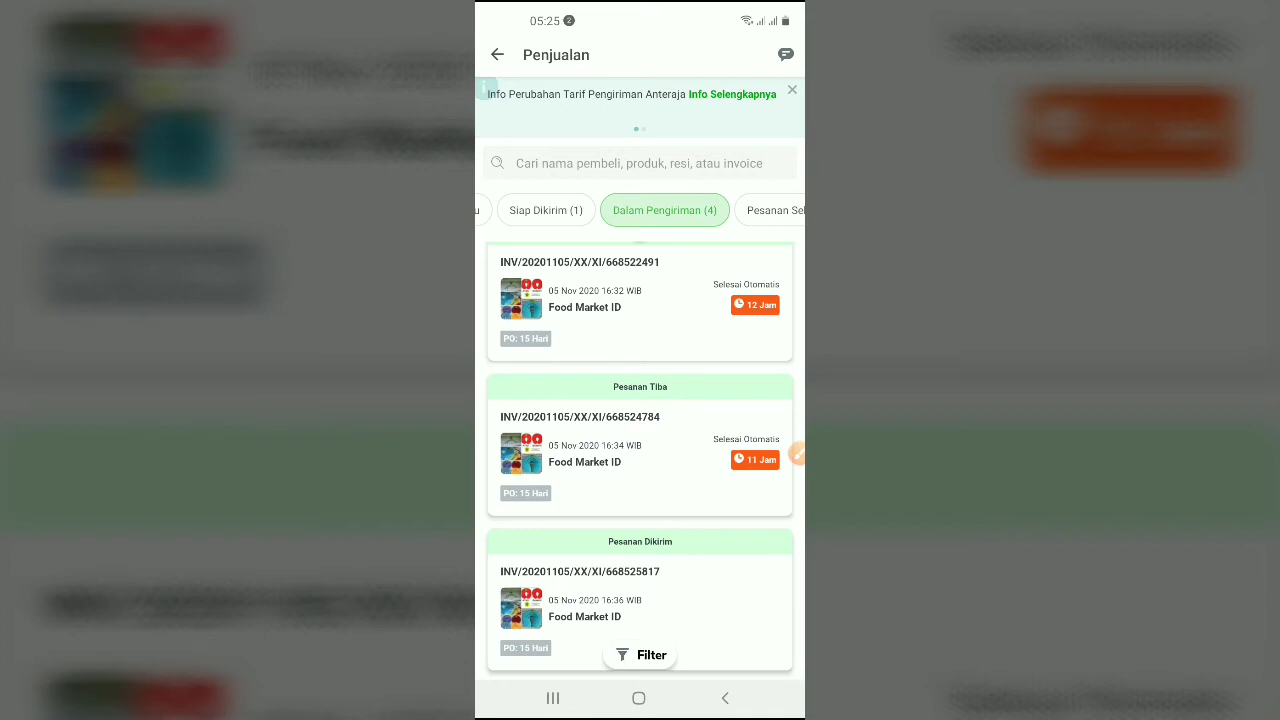 05:25 2
Penjualan
Info Perubahan Tarif Pengiriman Anteraja Info Selengkapnya
Cari nama pembeli, produk, resi, atau invoice
u Siap Dikirim (1) Dalam Pengiriman (4) Pesanan Sel
INV/20201105/XX/XI/668522491
05 Nov 2020 16:32 WIB
Selesai Otomatis
Food Market ID
12 Jam
PO: 15 Hari
Pesanan Tiba
INV/20201105/XX/XI/668524784
05 Nov 2020 16:34 WIB
Selesai Otomatis
Food Market ID
11 Jam
PO: 15 Hari
Pesanan Dikirim
INV/20201105/XX/XI/668525817
05 Nov 2020 16:36 WIB
Food Market ID
PO: 15 Hari
Filter